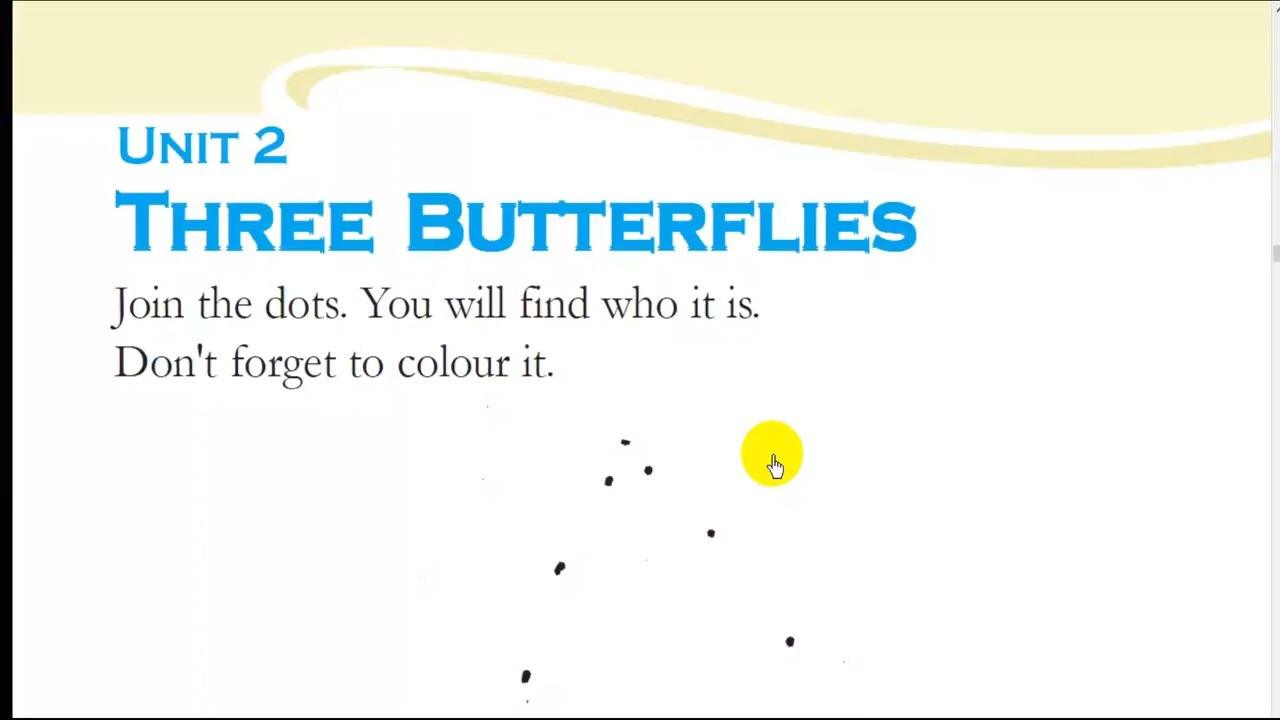 Unit 2
Three Butterflies
Join the dots. You will find who it is.
Don't forget to colour it.